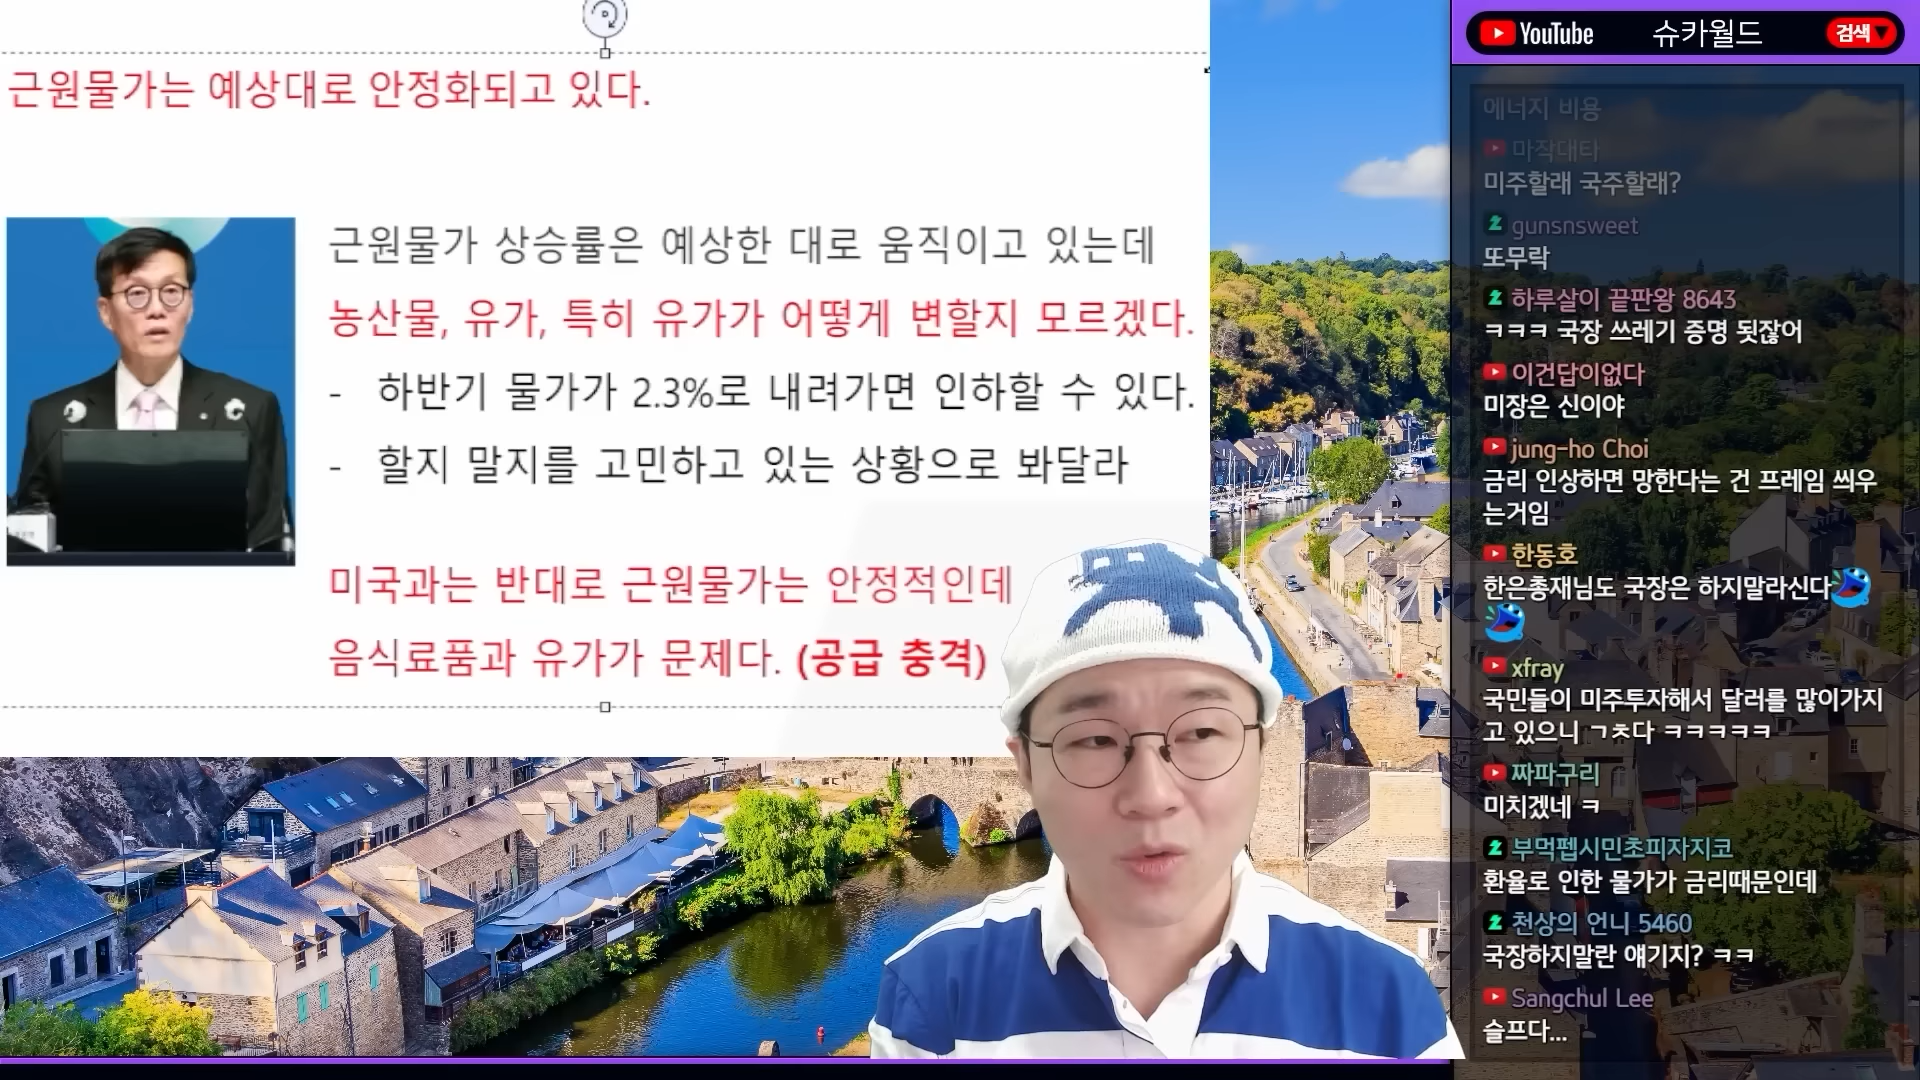 근원물가는 예상대로 안정화되고 있다.
근원물가 상승률은 예상한 대로 움직이고 있는데
농산물, 유가, 특히 유가가 어떻게 변할지 모르겠다.
- 하반기 물가가 2.3%로 내려가면 인하할 수 있다.
- 할지 말지를 고민하고 있는 상황으로 봐달라
미국과는 반대로 근원물가는 안정적인데
음식료품과 유가가 문제다. (공급 충격)
YouTube 슈카월드 검색
에너지 비용
마작대타
미주할래 국주할래?
gunsnsweet
또무락
하루살이 끝판왕 8643
ㅋㅋㅋ 국장 쓰레기 증명 됫잖어
이건답이없다
미장은 신이야
jung-ho Choi
금리 인상하면 망한다는 건 프레임 씌우
는거임
한동호
한은총재님도 국장은 하지말라신다
xfray
국민들이 미주투자해서 달러를 많이가지
고 있으니 ㄱㅊ다 ㅋㅋㅋㅋㅋ
짜파구리
미치겠네 ㅋ
부먹펩시민초피자지코
환율로 인한 물가가 금리때문인데
천상의 언니 5460
국장하지말란 얘기지? ㅋㅋ
Sangchul Lee
슬프다...